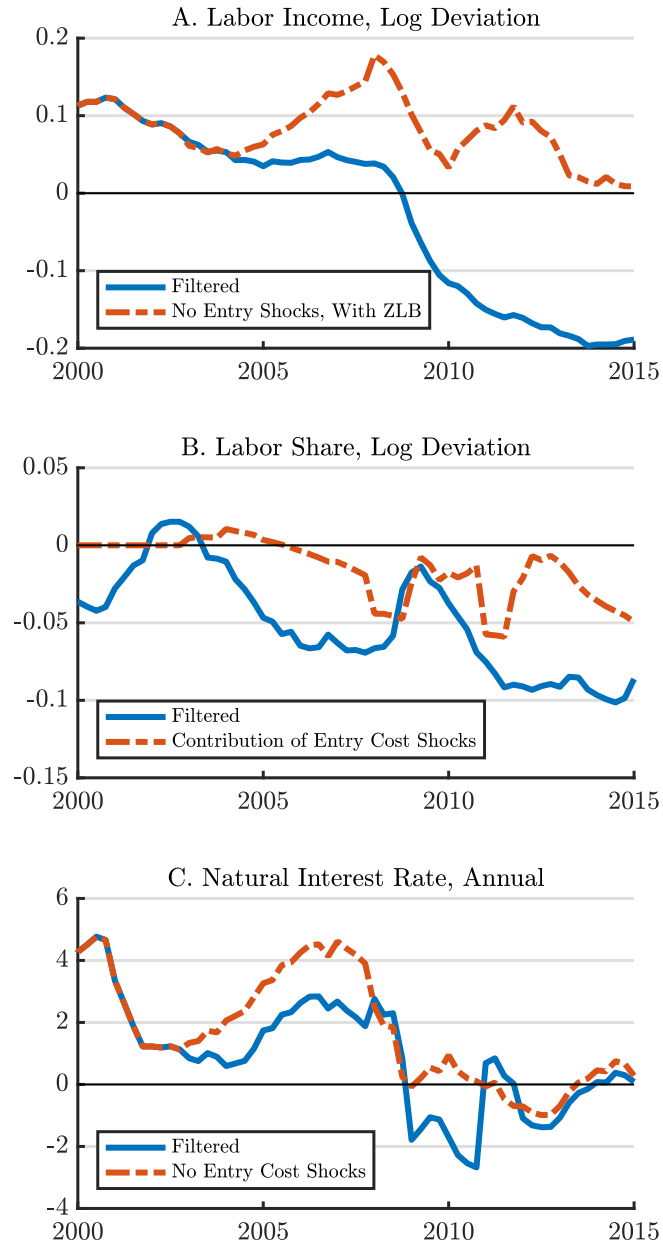 A. Labor Income, Log Deviation
0.2
0.1
0
-0.1
-0.2
Filtered
No Entry Shocks, With ZLB
2000 2005 2010 2015
B. Labor Share, Log Deviation
0.05
0
-0.05
-0.1
-0.15
Filtered
Contribution of Entry Cost Shocks
2000 2005 2010 2015
C. Natural Interest Rate, Annual
6
4
2
0
-2
-4
Filtered
No Entry Cost Shocks
2000 2005 2010 2015